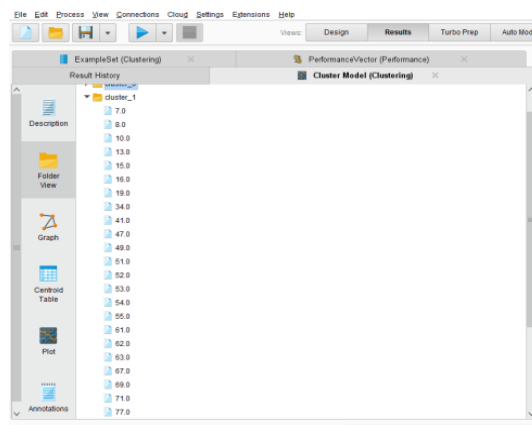 File Edit Process View Connections Cloud Settings Extensions Help
Views: Design Results Turbo Prep Auto Mod
ExampleSet (Clustering) PerformanceVector (Performance)
Result History Cluster Model (Clustering)
Description
Folder
View
Graph
Centroid
Table
Plot
Annotations
cluster_1
7.0
8.0
10.0
13.0
15.0
16.0
19.0
34.0
41.0
47.0
49.0
51.0
52.0
53.0
54.0
55.0
61.0
62.0
63.0
67.0
69.0
71.0
77.0